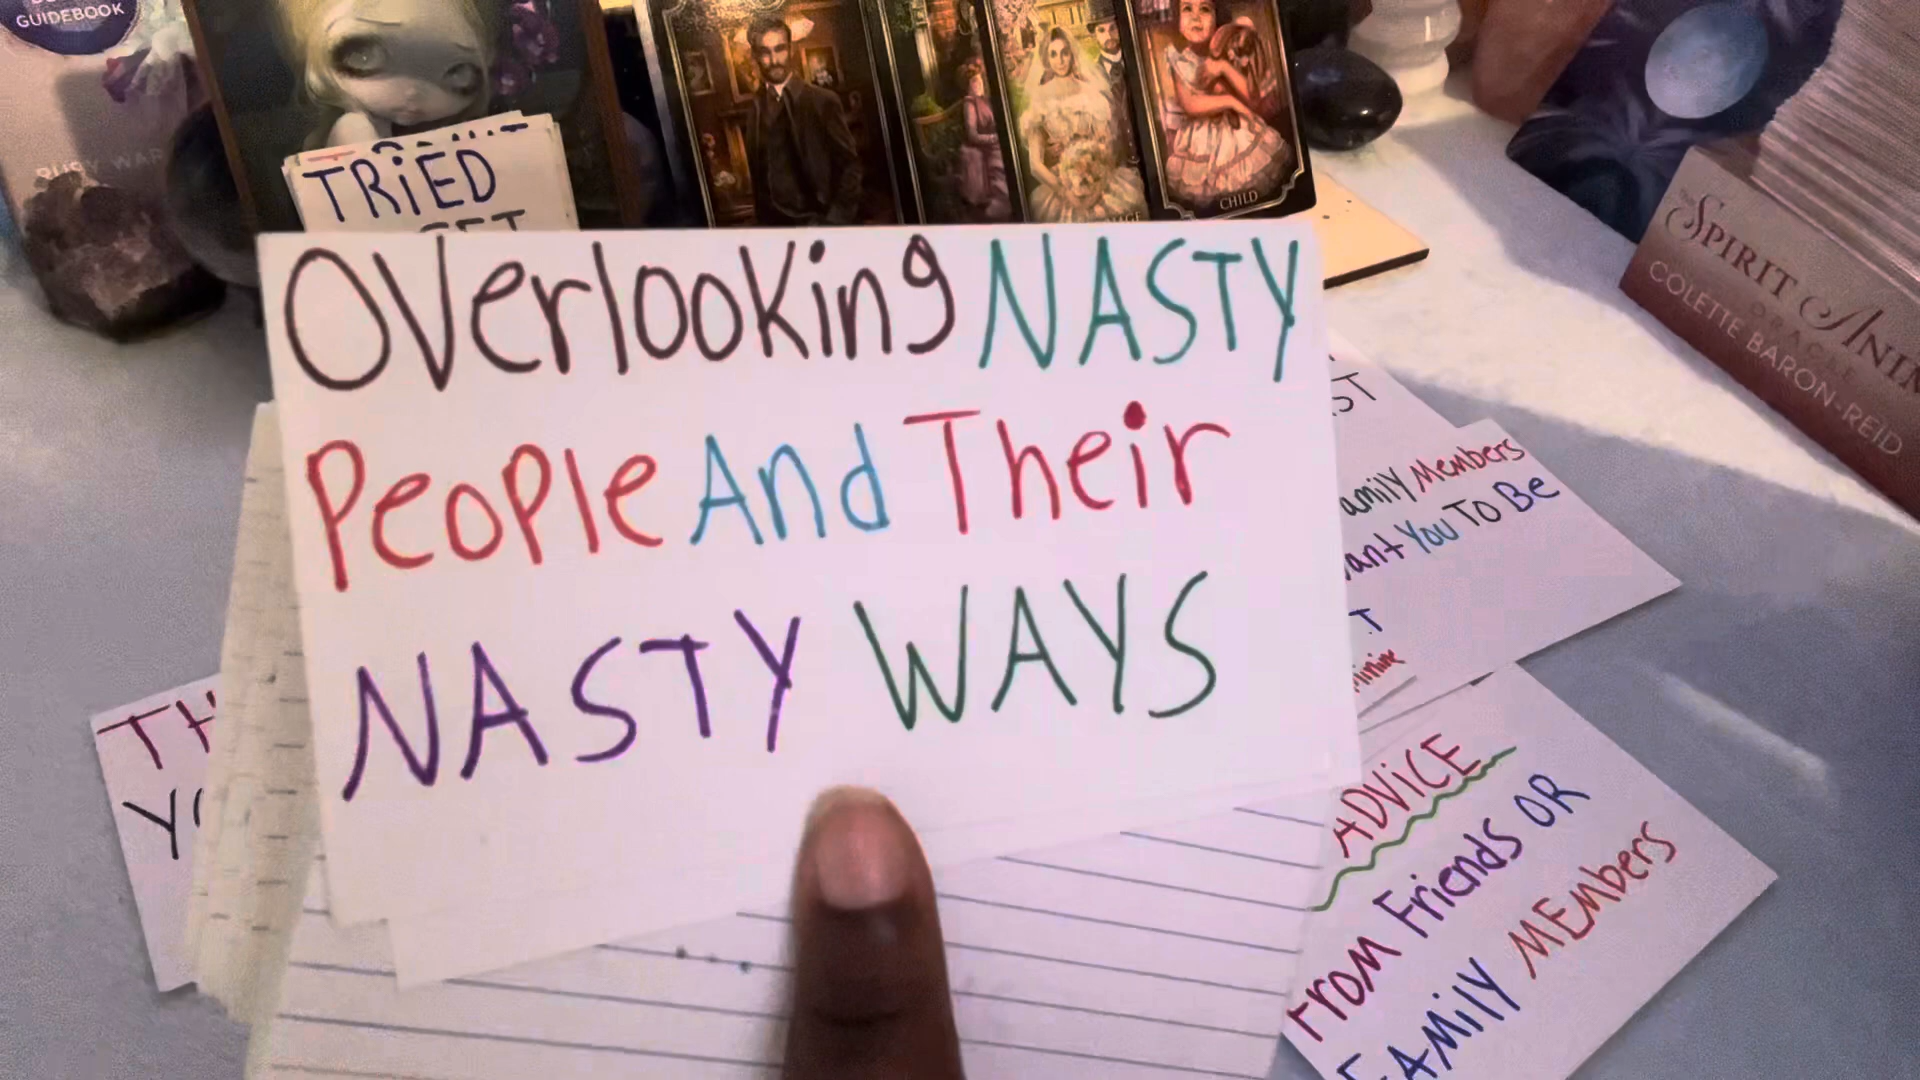 GUIDEBOOK
TRiED
CHILD
SPIRIT
ORACLE
COLETTE BARON-REID
OVerlooKing NASTY
PeoPle And Their
NASTY WAYS
Members
You To Be
ADViCE
From Friends OR
FAMilY MEmbers